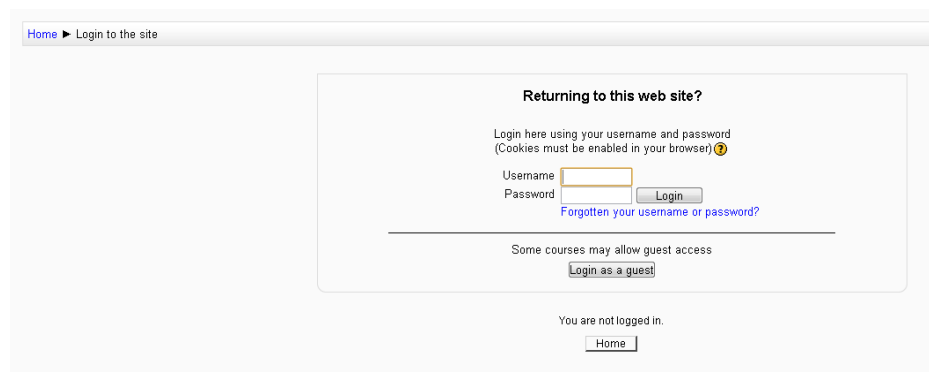 Home ► Login to the site
Returning to this web site?
Login here using your username and password
(Cookies must be enabled in your browser) ?
Username
Password Login
Forgotten your username or password?
Some courses may allow guest access
Login as a guest
You are not logged in.
Home